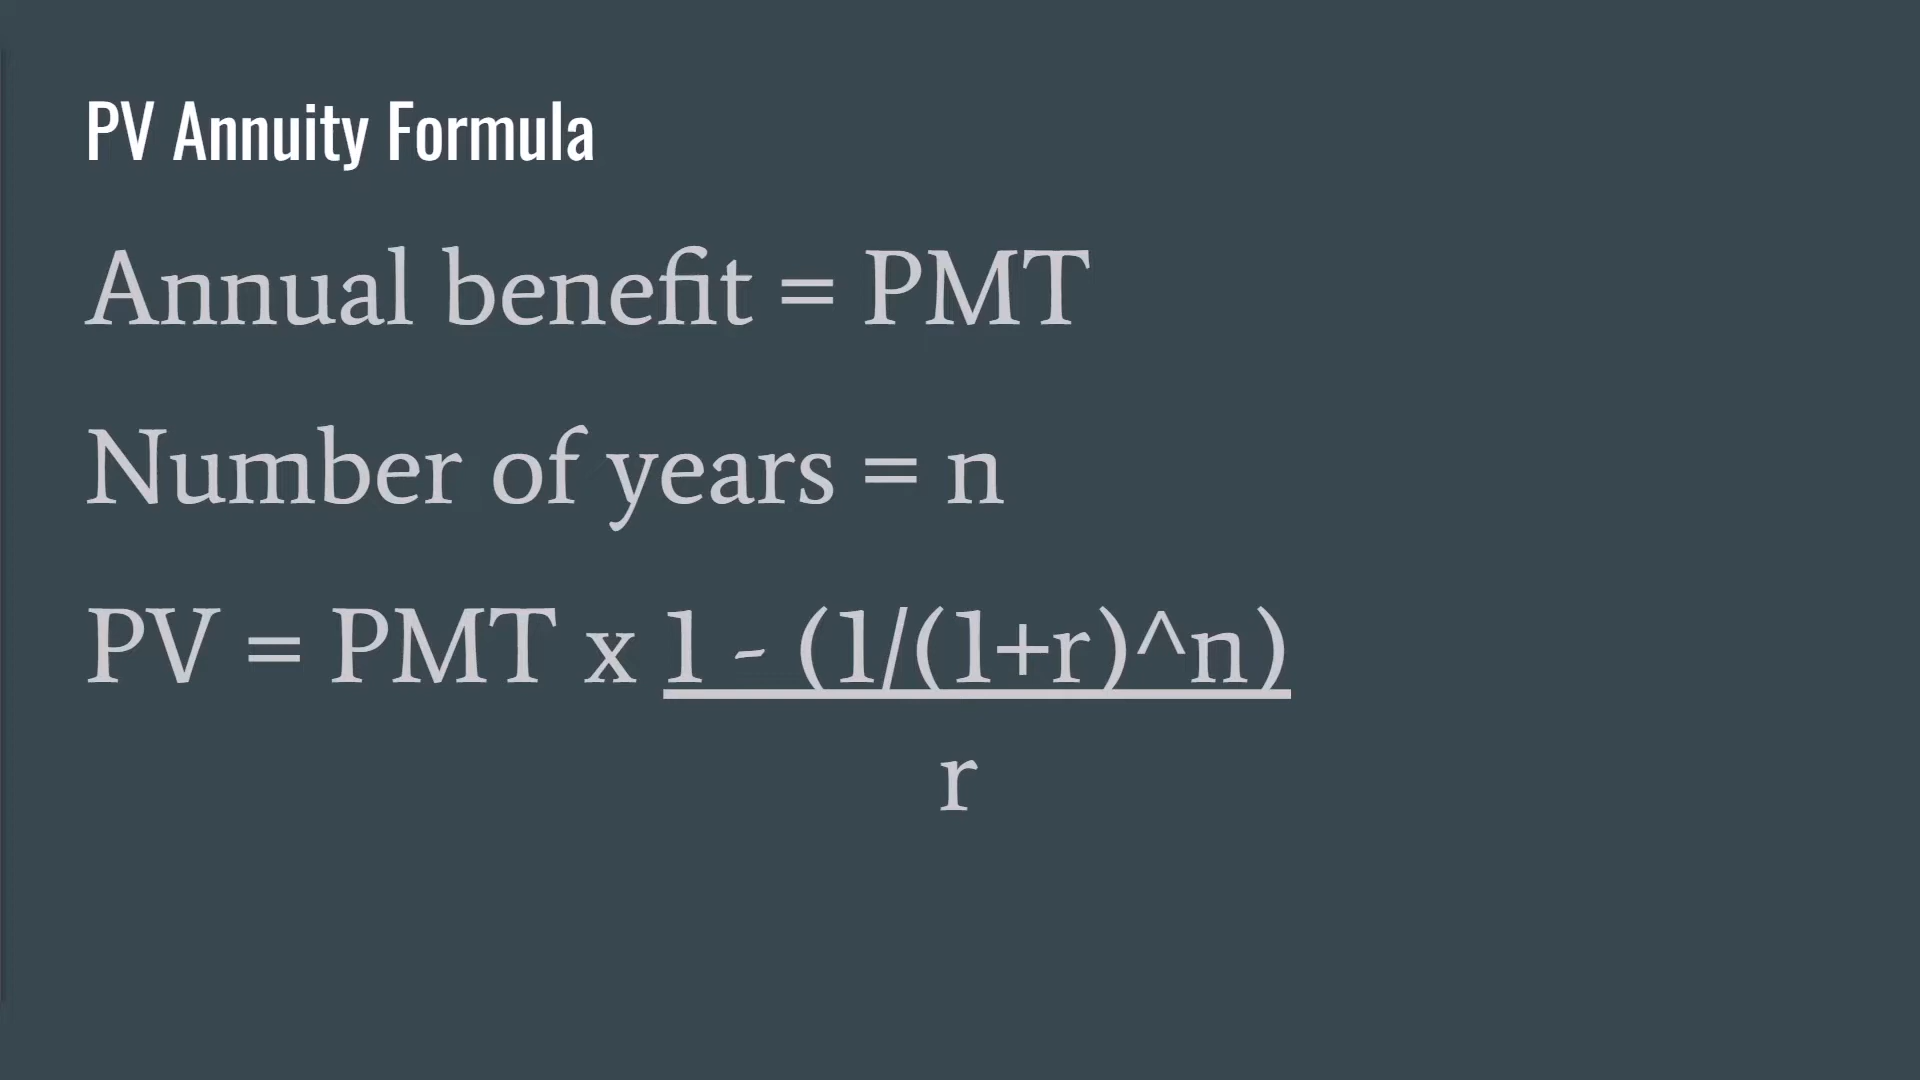 PV Annuity Formula
Annual benefit = PMT
Number of years = n
PV = PMT x 1 - (1/(1+r)^n)
r